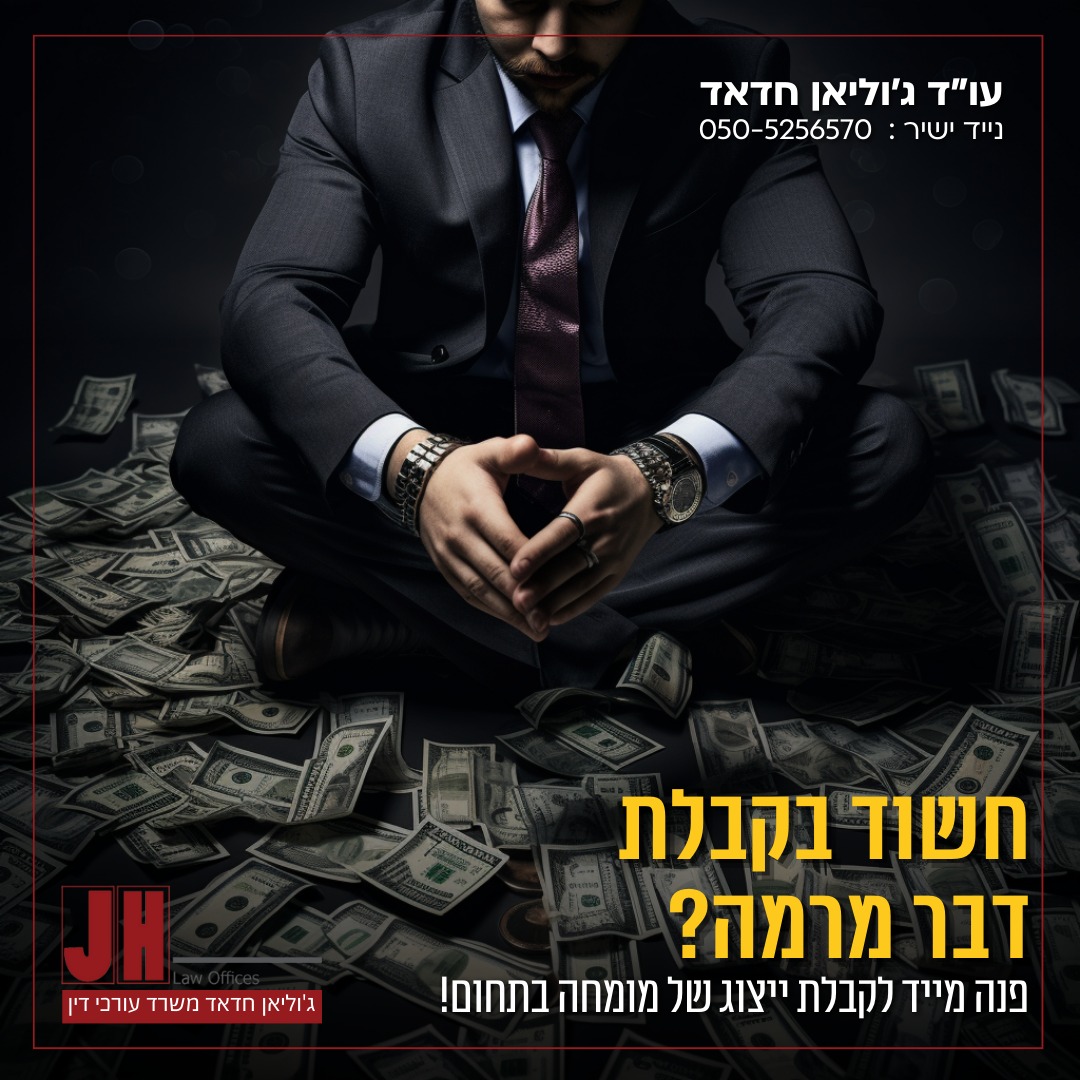 עו"ד ג'וליאן חדאד
נייד ישיר : 050-5256570
חשוד בקבלת
דבר מרמה?
פנה מייד לקבלת ייצוג של מומחה בתחום!
JH
Law Offices
ג'וליאן חדאד משרד עורכי דין